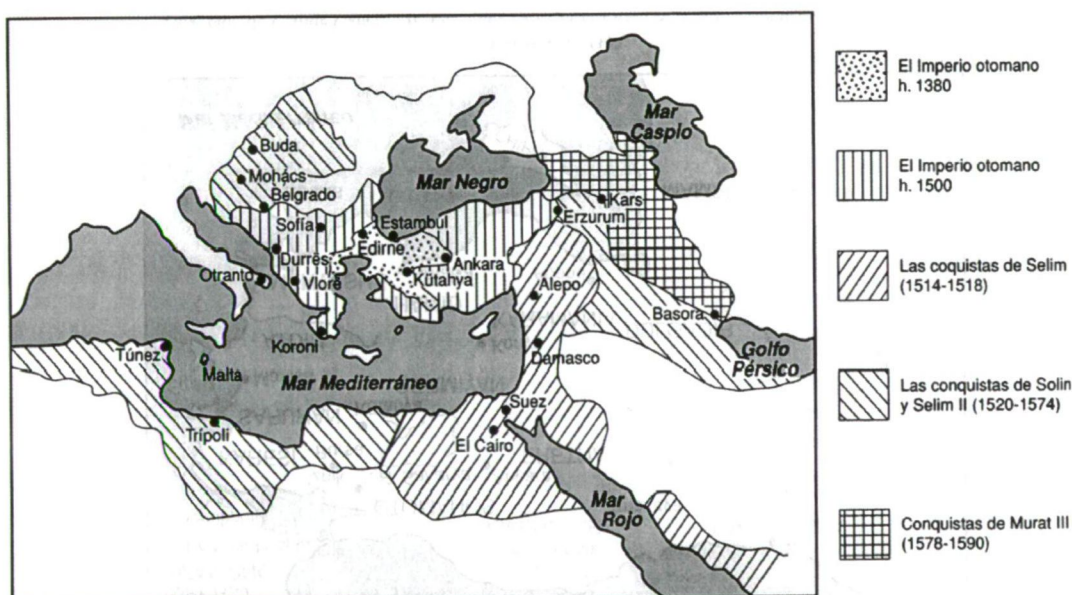 Mar
Caspio
Buda
Mohács
Belgrado
Mar Negro
Kars
Erzurum
Sofía
Estambul
Edirne
Durrës
Ankara
Otranto
Vlorë
Kütahya
Alepo
Basora
Koroni
Túnez
Golfo
Pérsico
Malta
Mar Mediterráneo
Damasco
Suez
Trípoli
El Cairo
Mar
Rojo
El Imperio otomano
h. 1380
El Imperio otomano
h. 1500
Las coquistas de Selim
(1514-1518)
Las conquistas de Solin
y Selim II (1520-1574)
Conquistas de Murat III
(1578-1590)